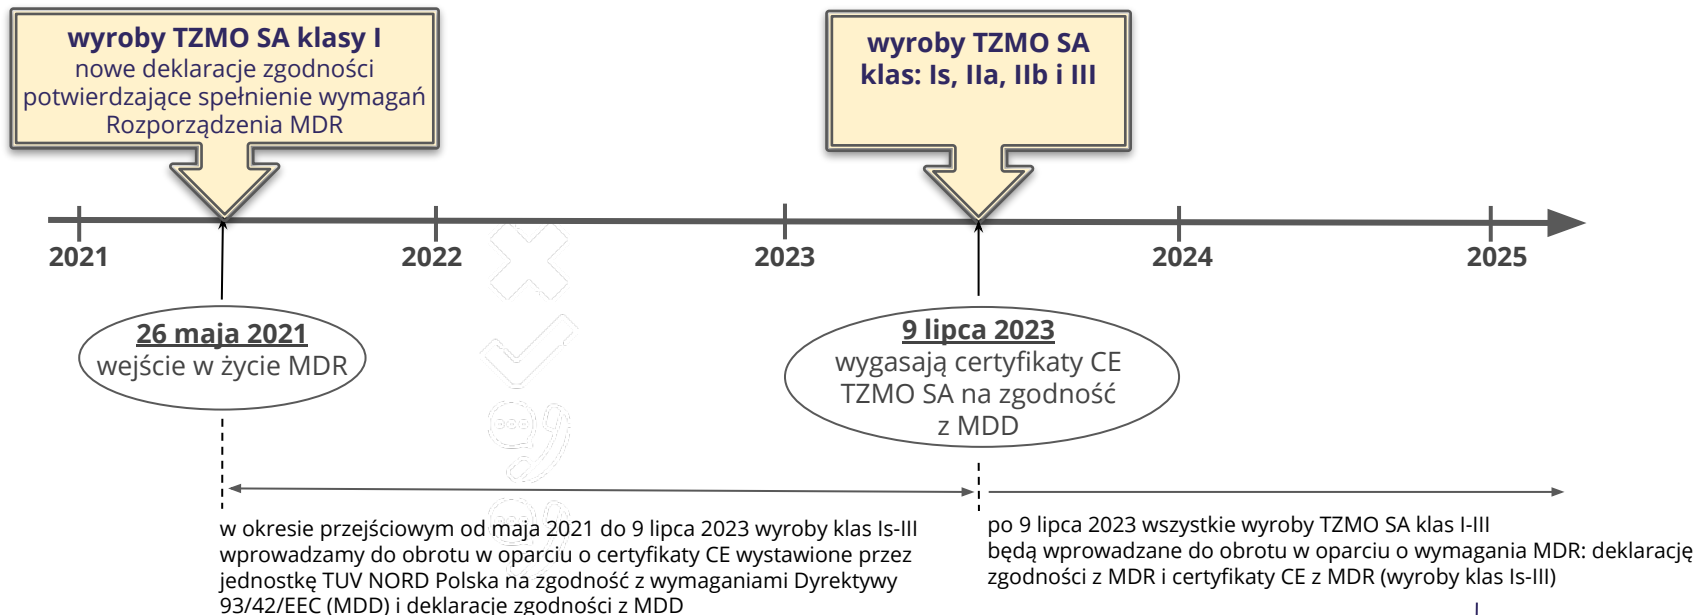 wyroby TZMO SA klasy I
nowe deklaracje zgodności
potwierdzające spełnienie wymagań
Rozporządzenia MDR
wyroby TZMO SA
klas: Is, IIa, IIb i III
2021
2022
2023
2024
2025
26 maja 2021
wejście w życie MDR
9 lipca 2023
wygasają certyfikaty CE
TZMO SA na zgodność
z MDD
w okresie przejściowym od maja 2021 do 9 lipca 2023 wyroby klas Is-III
wprowadzamy do obrotu w oparciu o certyfikaty CE wystawione przez
jednostkę TUV NORD Polska na zgodność z wymaganiami Dyrektywy
93/42/EEC (MDD) i deklaracje zgodności z MDD
po 9 lipca 2023 wszystkie wyroby TZMO SA klas I-III
będą wprowadzane do obrotu w oparciu o wymagania MDR: deklarację
zgodności z MDR i certyfikaty CE z MDR (wyroby klas Is-III)